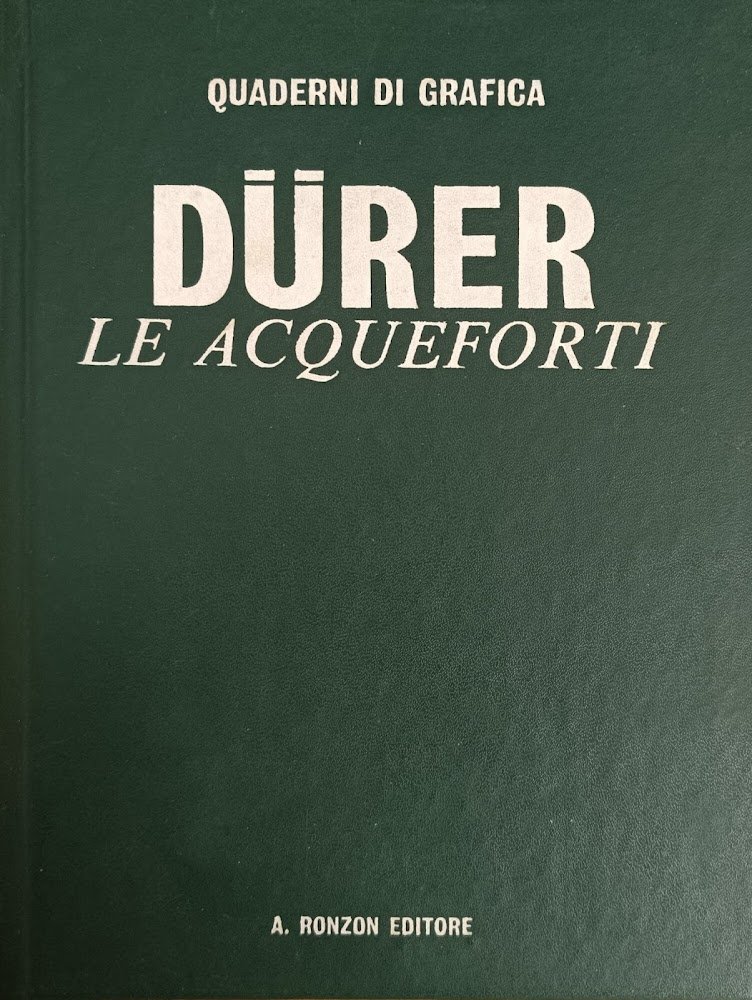 QUADERNI DI GRAFICA
DÜRER
LE ACQUEFORTI
A. RONZON EDITORE